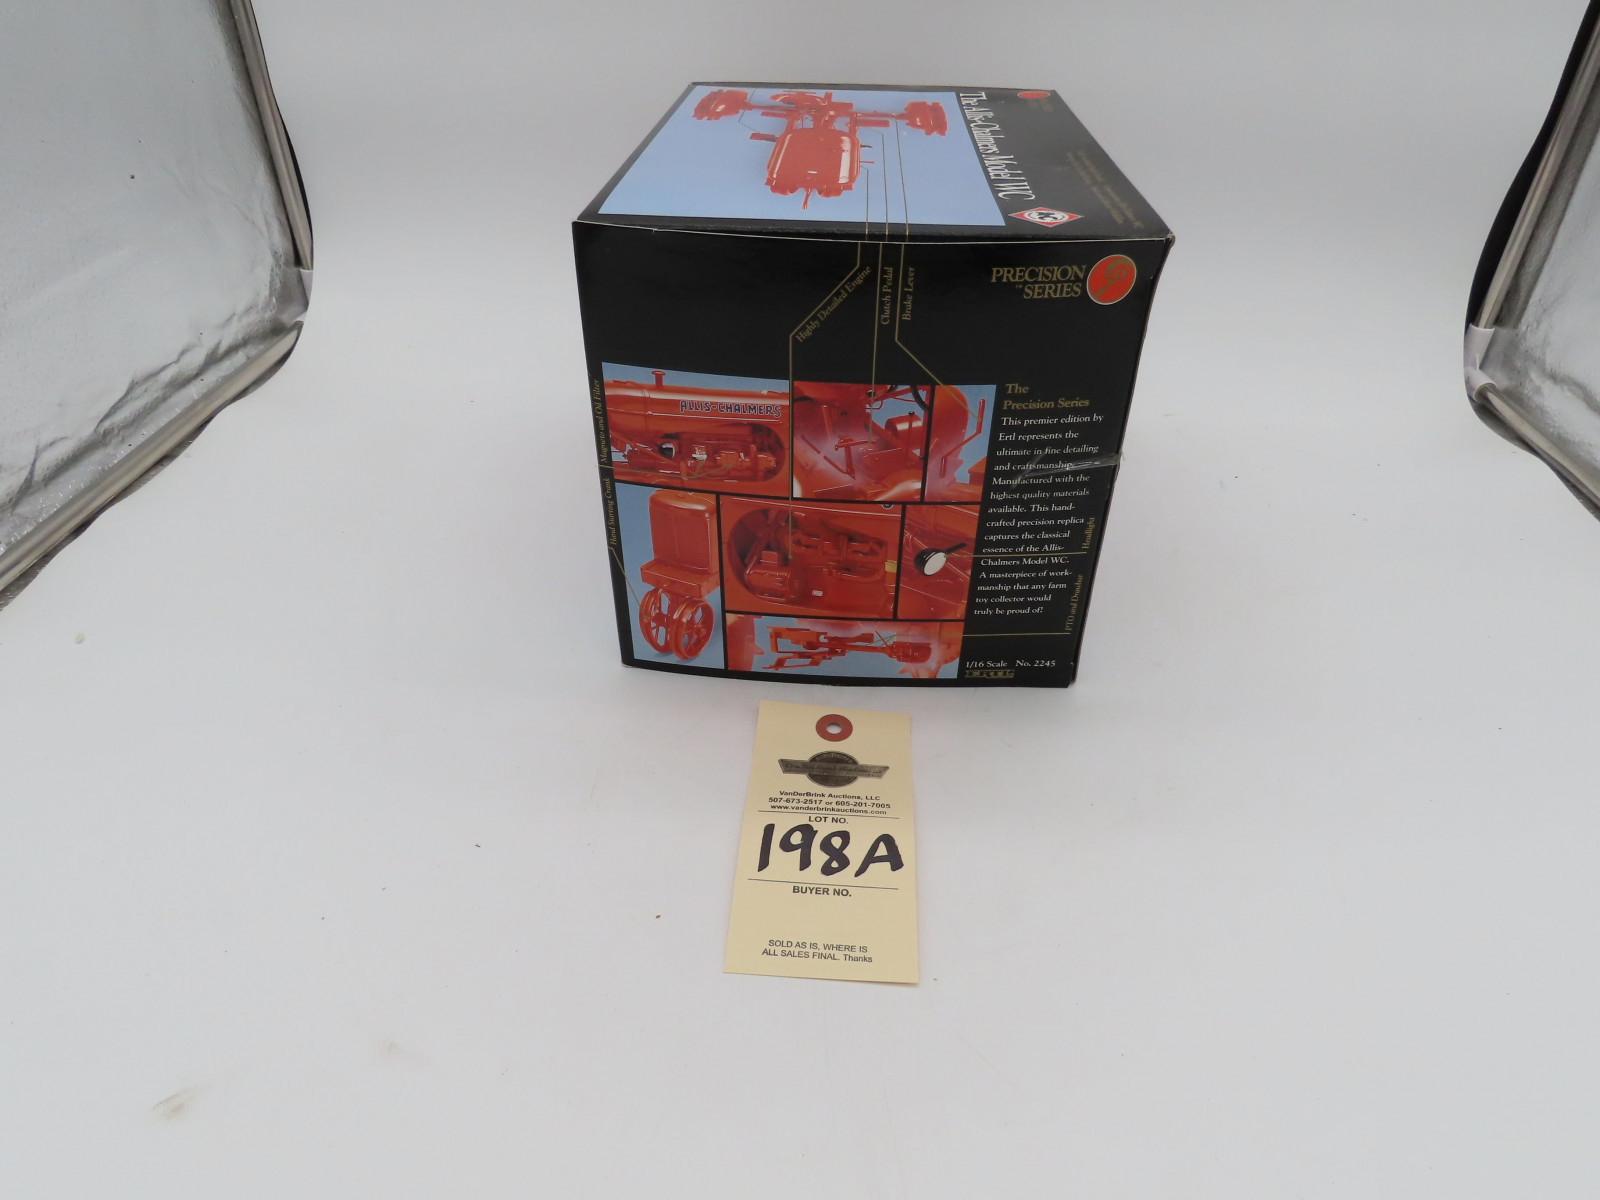 The Allis-Chalmers Model WC
AC
PRECISION
SERIES
Highly Detailed Engine
Clutch Pedal
Brake Lever
Magneto and Oil Filter
Hand Starting Crank
ALLIS-CHALMERS
The
Precision Series
This premier edition by
Ertl represents the
ultimate in fine detailing
and craftsmanship.
Manufactured with the
highest quality materials
available. This hand-
crafted precision replica
captures the classical
essence of the Allis-
Chalmers Model WC.
A masterpiece of work-
manship that any farm
toy collector would
truly be proud of!
Headlight
PTO and Drawbar
1/16 Scale No. 2245
ERTL
VanDerBrink Auctions, LLC
507-673-2517 or 605-201-7005
www.vanderbrinkauctions.com
LOT NO.
198A
BUYER NO.
SOLD AS IS, WHERE IS
ALL SALES FINAL. Thanks